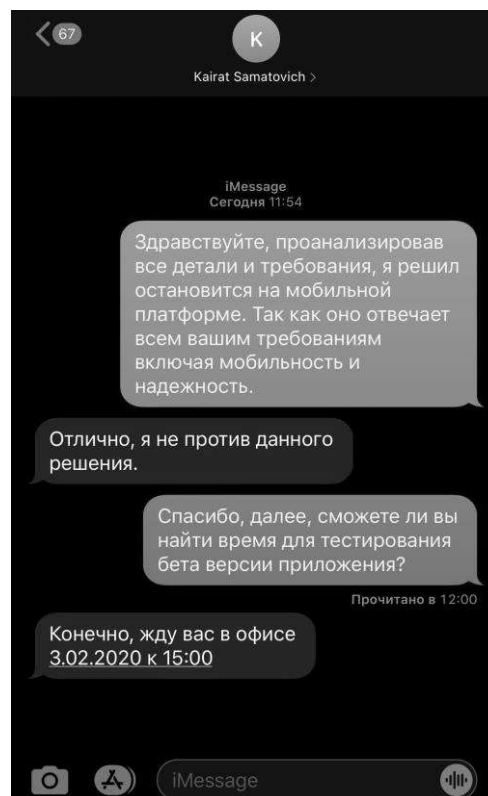 67
K
Kairat Samatovich >
iMessage
Сегодня 11:54
Здравствуйте, проанализировав
все детали и требования, я решил
остановится на мобильной
платформе. Так как оно отвечает
всем вашим требованиям
включая мобильность и
надежность.
Отлично, я не против данного
решения.
Спасибо, далее, сможете ли вы
найти время для тестирования
бета версии приложения?
Прочитано в 12:00
Конечно, жду вас в офисе
3.02.2020 к 15:00
iMessage